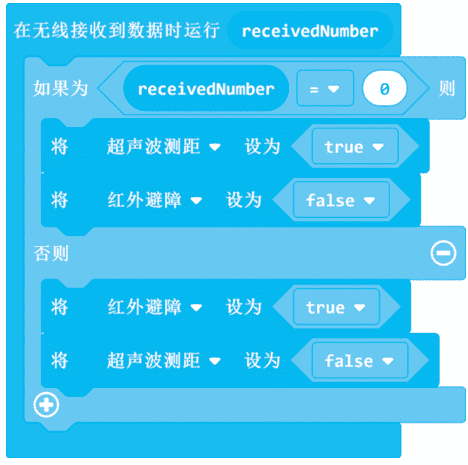 在无线接收到数据时运行 receivedNumber
如果为 receivedNumber = 0 则
将 超声波测距 设为 true
将 红外避障 设为 false
否则
将 红外避障 设为 true
将 超声波测距 设为 false